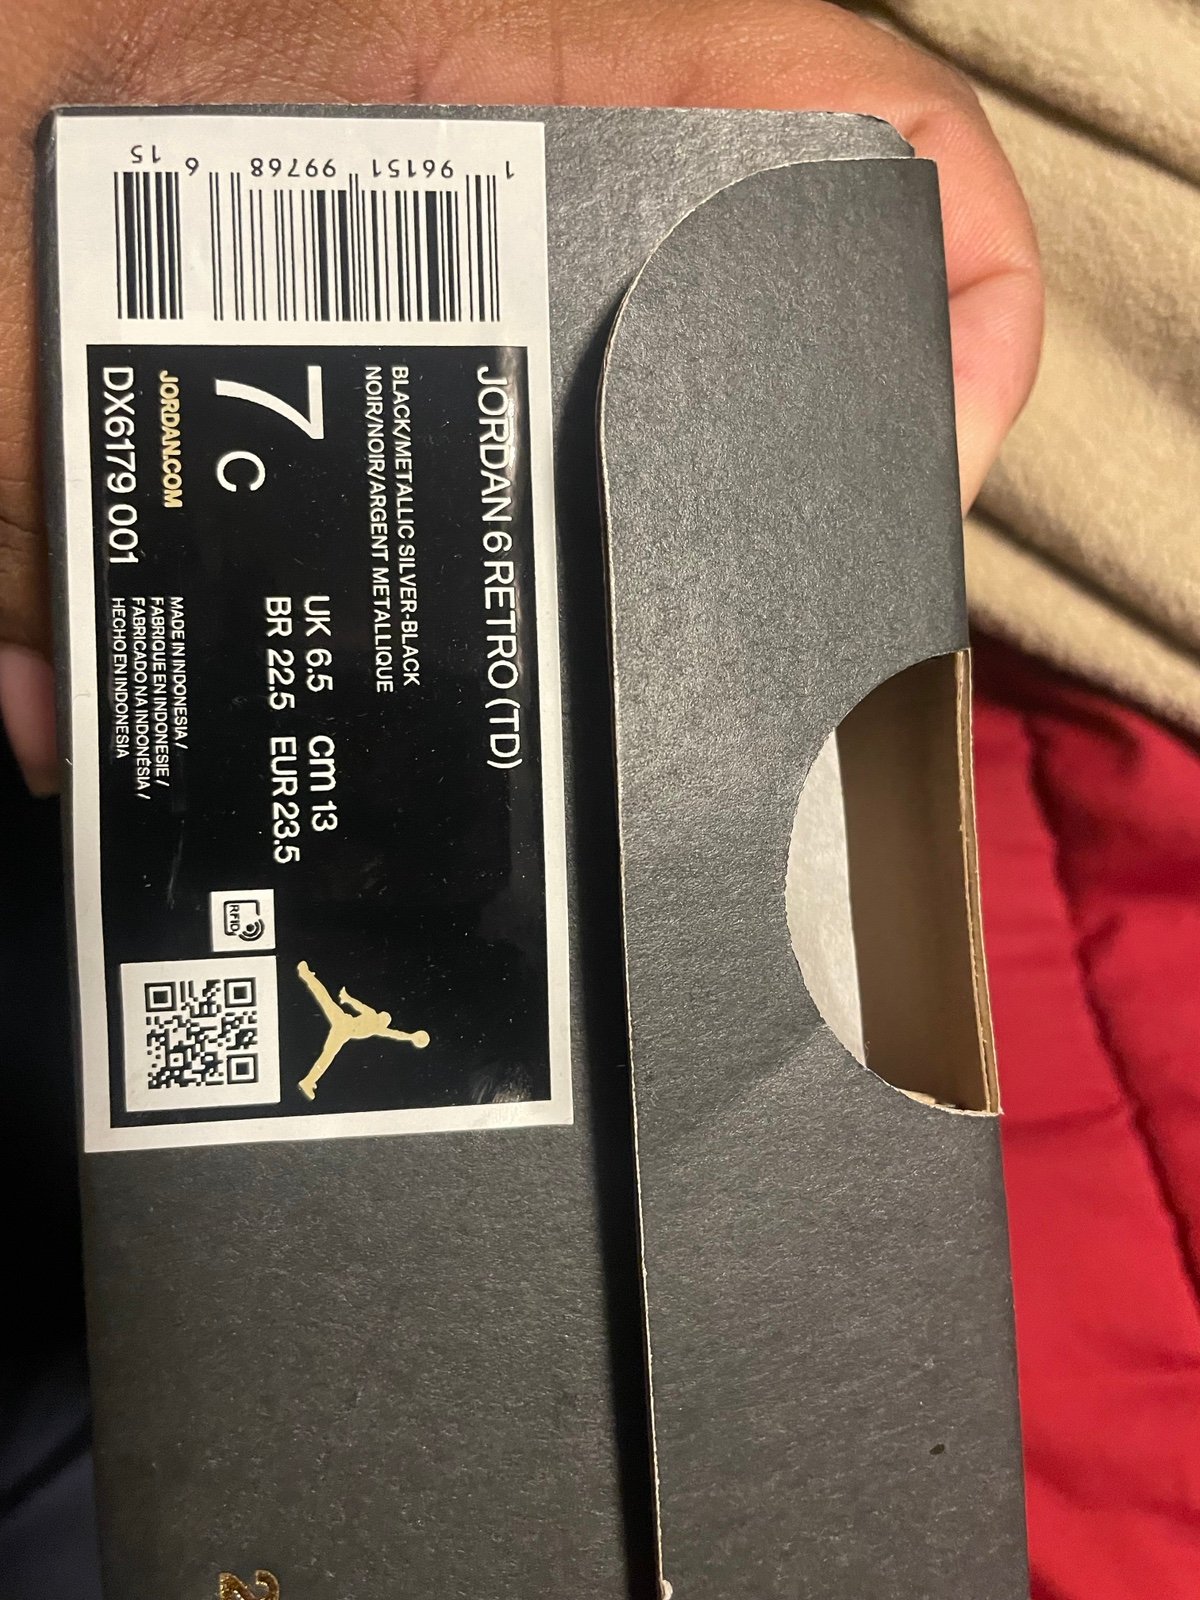 JORDAN 6 RETRO (TD)
BLACK/METALLIC SILVER-BLACK
NOIR/NOIR/ARGENT METALLIQUE
7 C
UK 6.5 cm 13
BR 22.5 EUR 23.5
JORDAN.COM
DX6179 001
MADE IN INDONESIA /
FABRIQUE EN INDONESIE /
FABRICADO NA INDONÉSIA /
HECHO EN INDONESIA
RFID
1 96151 99768 6 15
2